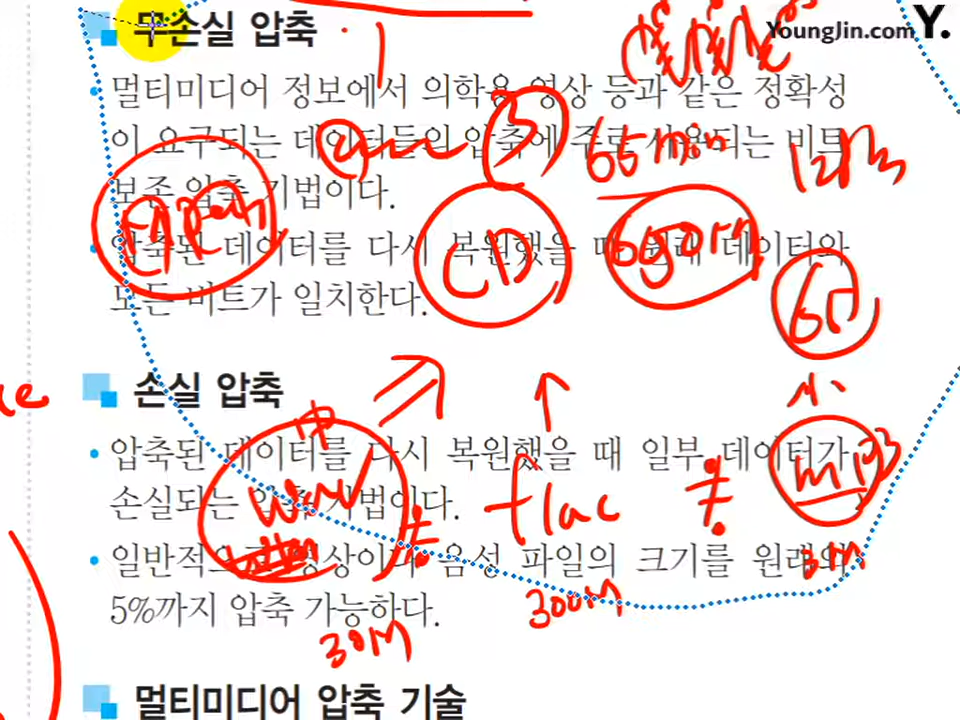 무손실 압축
YoungJin.com Y.
멀티미디어 정보에서 의학용 영상 등과 같은 정확성
이 요구되는 데이터들의 압축에 주로 사용되는 비트
보존 압축 기법이다.
65min
압축된 데이터를 다시 복원했을 때 원래 데이터와
CD
650m
모든 비트가 일치한다.
65
손실 압축
압축된 데이터를 다시 복원했을 때 일부 데이터가
wav
flac
≠
mp3
손실되는 압축 기법이다.
≠
일반적으로 영상이나 음성 파일의 크기를 원래의
3M
300M
5%까지 압축 가능하다.
30M
멀티미디어 압축 기술